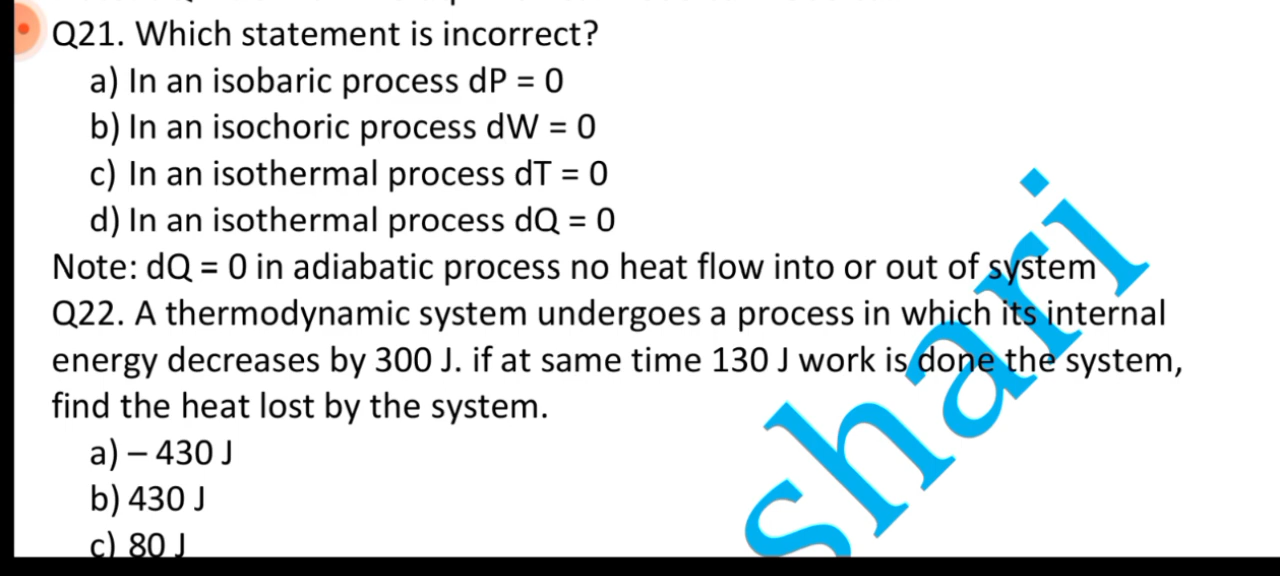 Q21. Which statement is incorrect?
a) In an isobaric process dP = 0
b) In an isochoric process dW = 0
c) In an isothermal process dT = 0
d) In an isothermal process dQ = 0
Note: dQ = 0 in adiabatic process no heat flow into or out of system
Q22. A thermodynamic system undergoes a process in which its internal
energy decreases by 300 J. if at same time 130 J work is done the system,
find the heat lost by the system.
a) – 430 J
b) 430 J
c) 80 J
shari